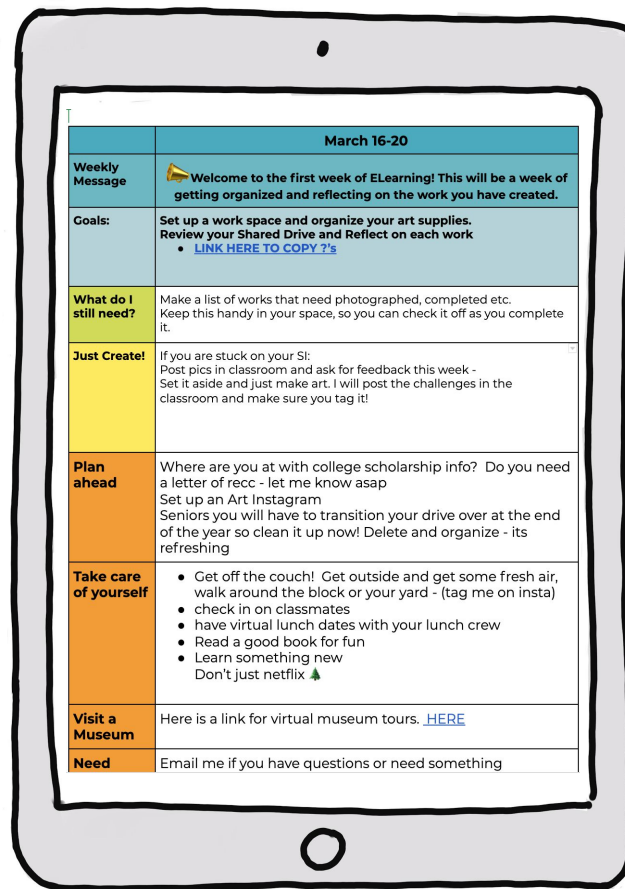 March 16-20
Weekly
Message
Welcome to the first week of ELearning! This will be a week of
getting organized and reflecting on the work you have created.
Goals:
Set up a work space and organize your art supplies.
Review your Shared Drive and Reflect on each work
● LINK HERE TO COPY ?'s
What do I
still need?
Make a list of works that need photographed, completed etc.
Keep this handy in your space, so you can check it off as you complete
it.
Just Create!
If you are stuck on your SI:
Post pics in classroom and ask for feedback this week -
Set it aside and just make art. I will post the challenges in the
classroom and make sure you tag it!
Plan
ahead
Where are you at with college scholarship info? Do you need
a letter of recc - let me know asap
Set up an Art Instagram
Seniors you will have to transition your drive over at the end
of the year so clean it up now! Delete and organize - its
refreshing
Take care
of yourself
● Get off the couch! Get outside and get some fresh air,
walk around the block or your yard - (tag me on insta)
● check in on classmates
● have virtual lunch dates with your lunch crew
● Read a good book for fun
● Learn something new
Don't just netflix 🌲
Visit a
Museum
Here is a link for virtual museum tours. HERE
Need
Email me if you have questions or need something